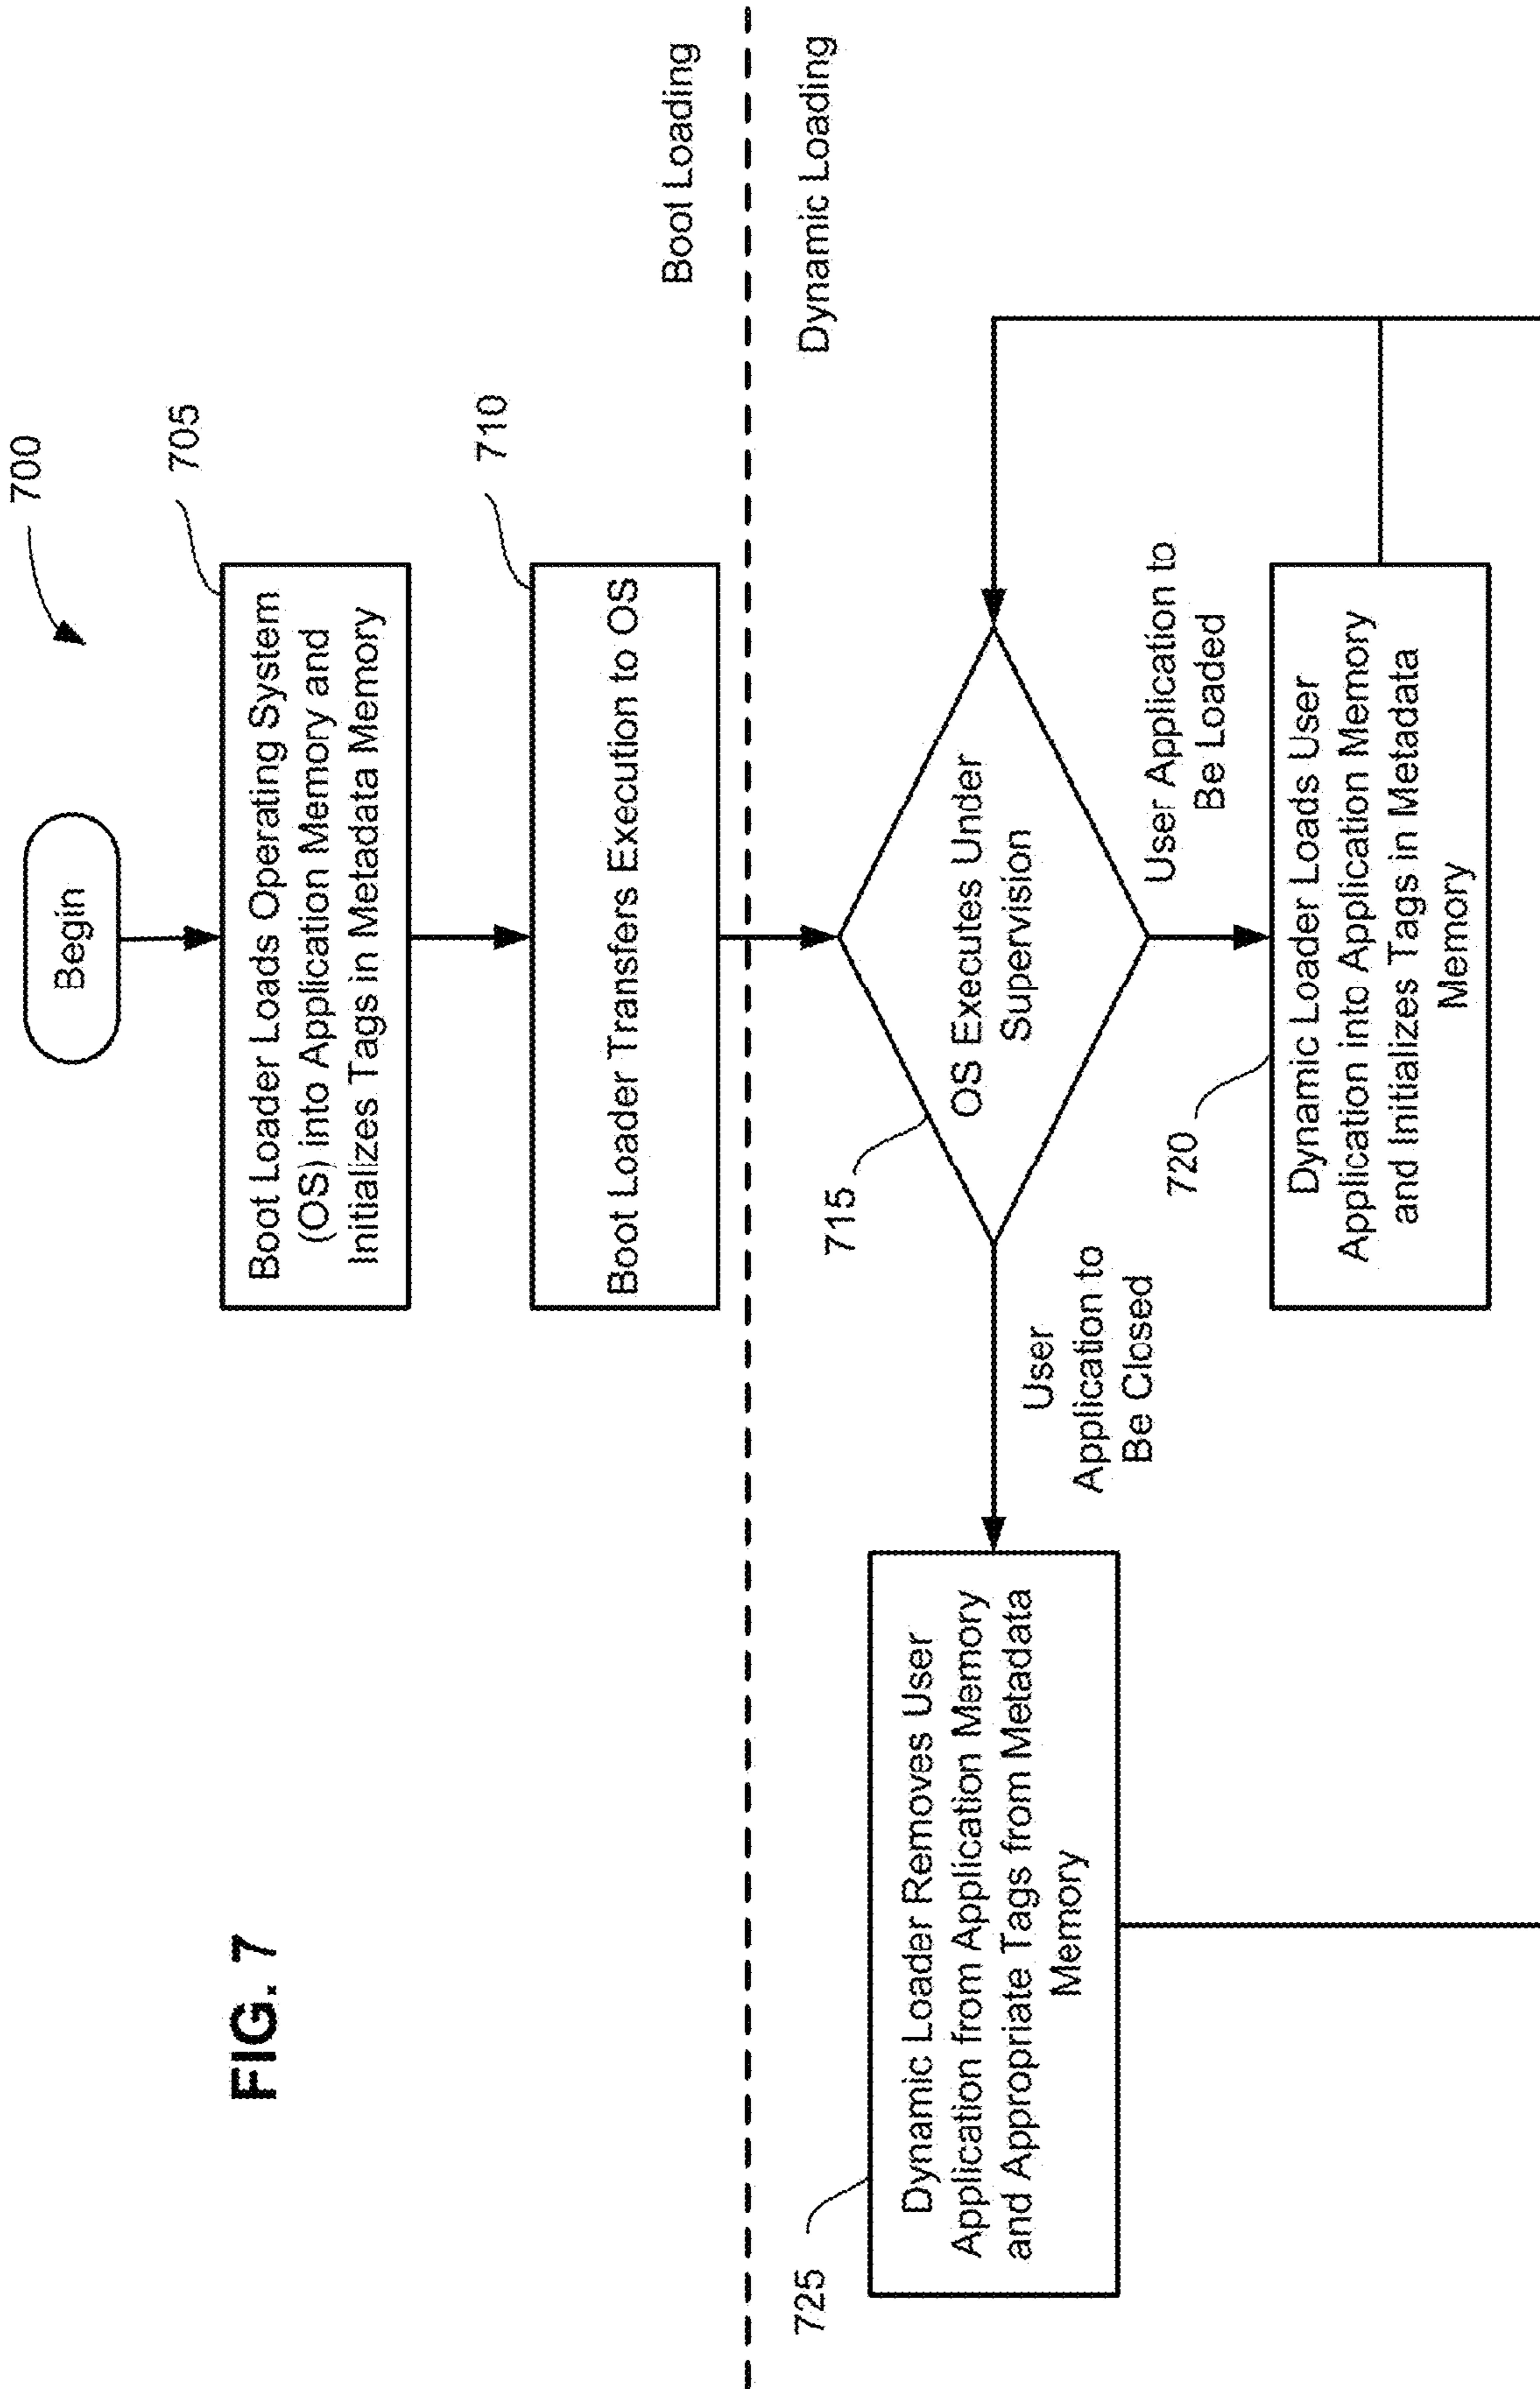 FIG. 7
700
Begin
705
Boot Loader Loads Operating System
(OS) into Application Memory and
Initializes Tags in Metadata Memory
710
Boot Loader Transfers Execution to OS
Boot Loading
Dynamic Loading
715
OS Executes Under
Supervision
User
Application to
Be Closed
User Application to
Be Loaded
725
Dynamic Loader Removes User
Application from Application Memory
and Appropriate Tags from Metadata
Memory
720
Dynamic Loader Loads User
Application into Application Memory
and Initializes Tags in Metadata
Memory